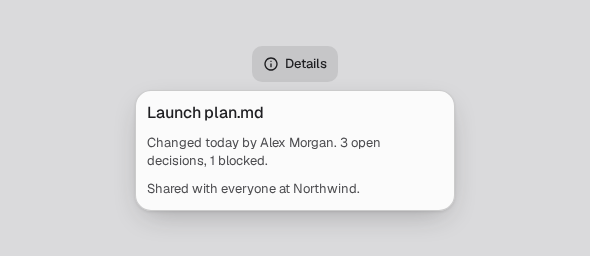 Details
Launch plan.md
Changed today by Alex Morgan. 3 open
decisions, 1 blocked.
Shared with everyone at Northwind.